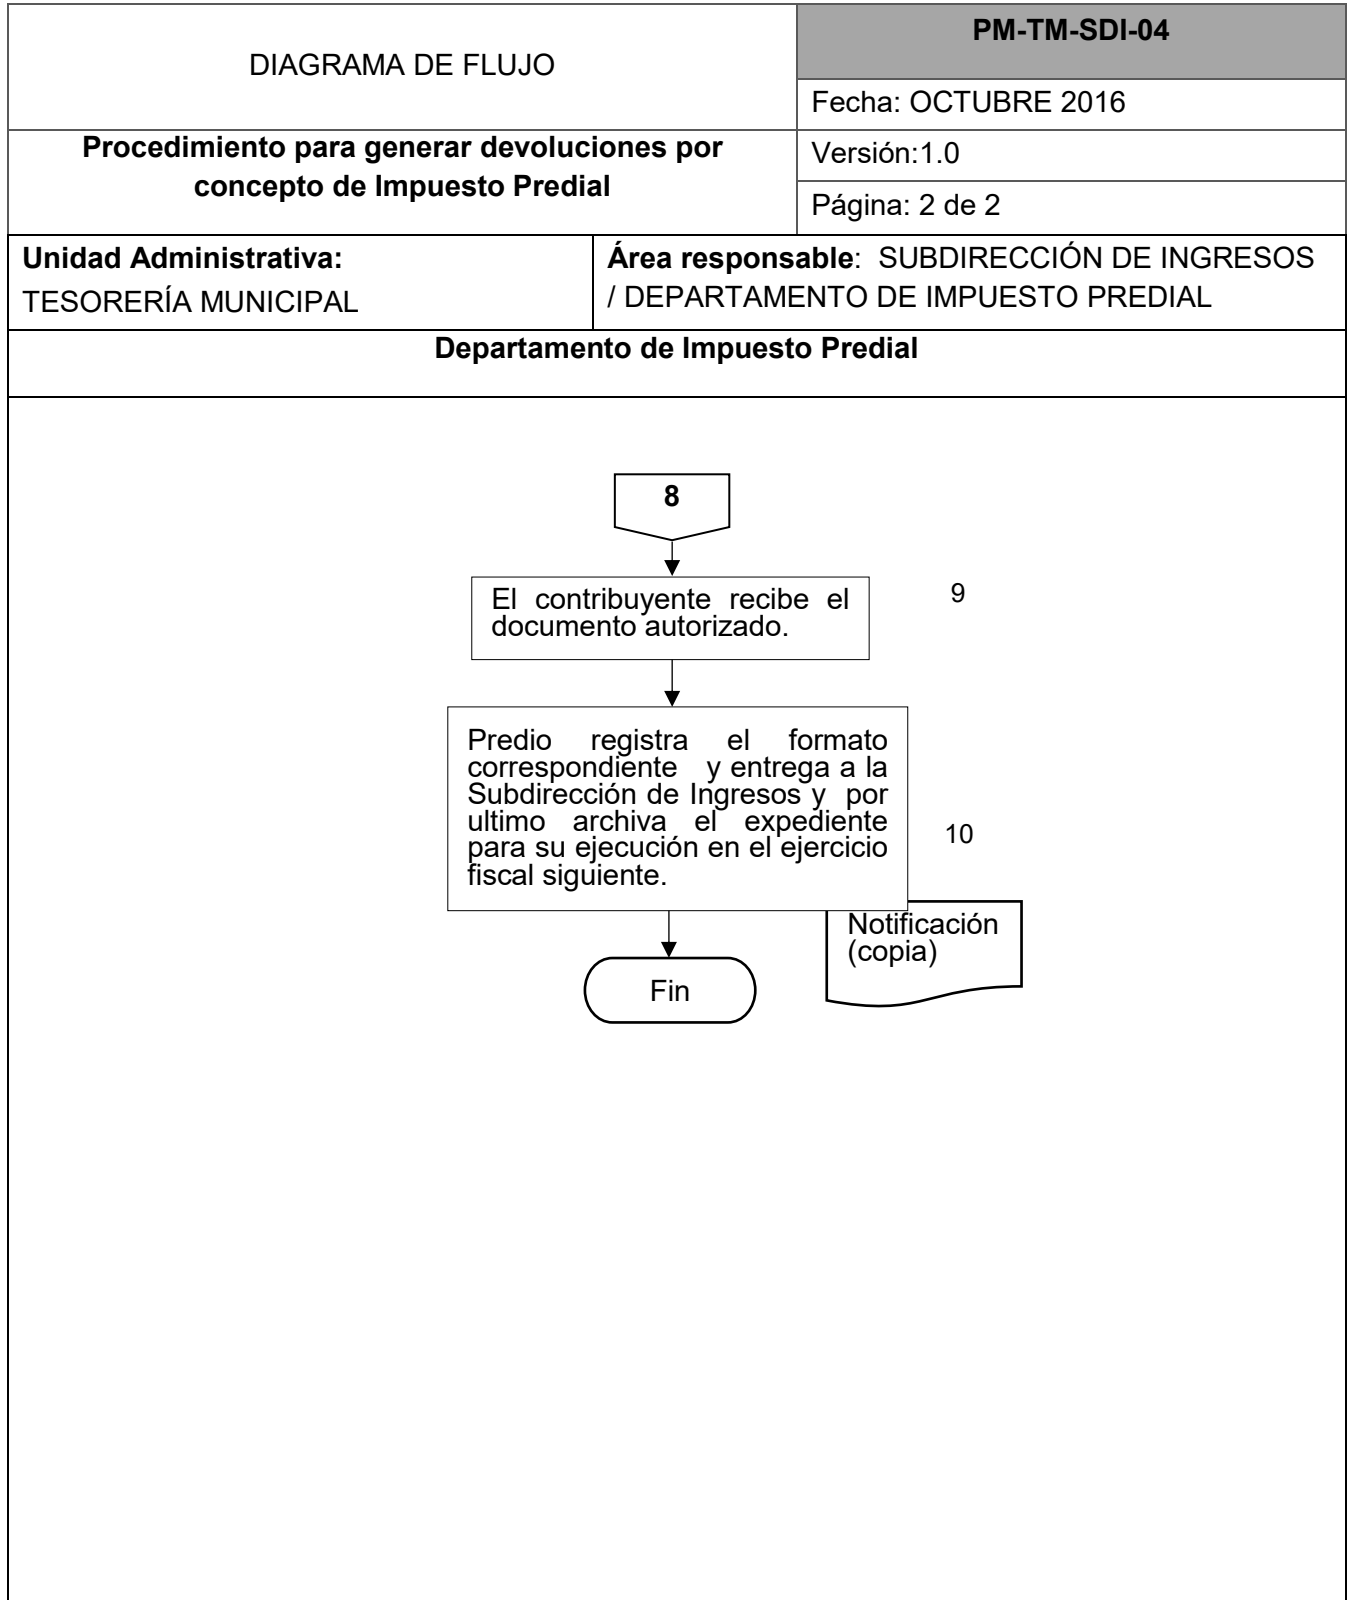 DIAGRAMA DE FLUJO
PM-TM-SDI-04
Fecha: OCTUBRE 2016
Procedimiento para generar devoluciones por
concepto de Impuesto Predial
Versión:1.0
Página: 2 de 2
Unidad Administrativa:
TESORERÍA MUNICIPAL
Área responsable: SUBDIRECCIÓN DE INGRESOS
/ DEPARTAMENTO DE IMPUESTO PREDIAL
Departamento de Impuesto Predial
8
El contribuyente recibe el
documento autorizado.
9
Predio registra el formato
correspondiente y entrega a la
Subdirección de Ingresos y por
ultimo archiva el expediente
para su ejecución en el ejercicio
fiscal siguiente.
10
Notificación
(copia)
Fin